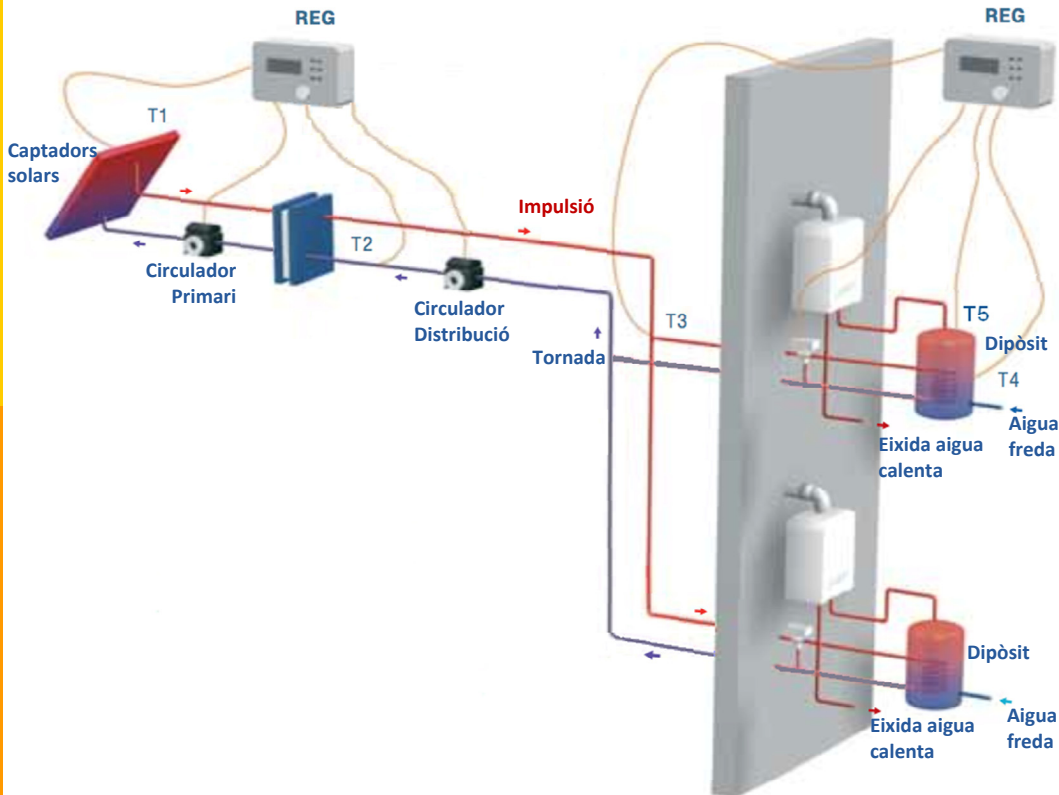 REG
REG
T1
Captadors
solars
Impulsió
T2
Circulador
Primari
Circulador
Distribució
T3
T5
Dipòsit
Tornada
T4
Aigua
freda
Eixida aigua
calenta
Dipòsit
Aigua
freda
Eixida aigua
calenta